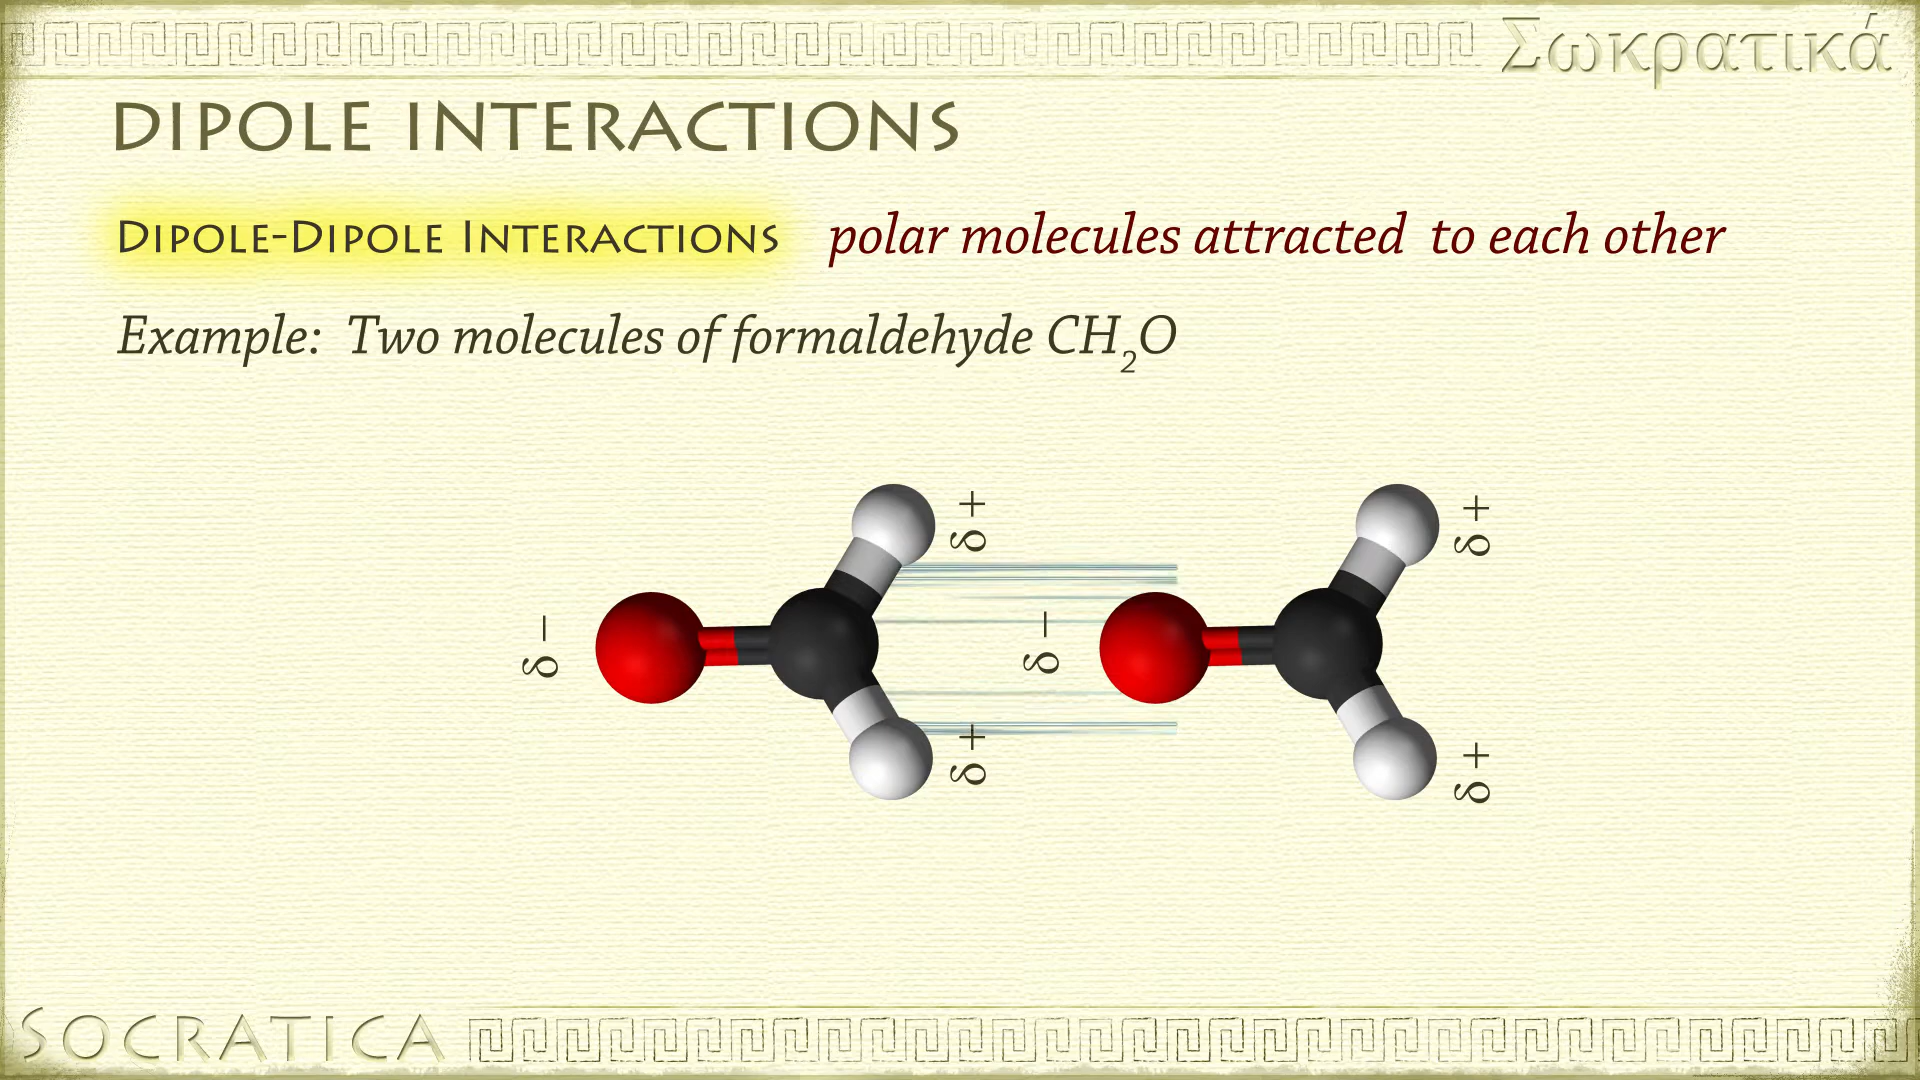 Σωκρατικά
DIPOLE INTERACTIONS
DIPOLE-DIPOLE INTERACTIONS polar molecules attracted to each other
Example: Two molecules of formaldehyde CH₂O
δ +
δ +
δ −
δ −
δ +
δ +
SOCRATICA